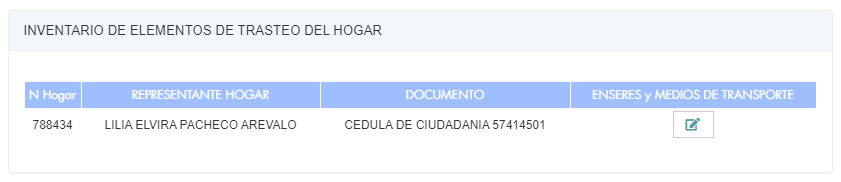 INVENTARIO DE ELEMENTOS DE TRASTEO DEL HOGAR
N Hogar REPRESENTANTE HOGAR DOCUMENTO ENSERES y MEDIOS DE TRANSPORTE
788434 LILIA ELVIRA PACHECO AREVALO CEDULA DE CIUDADANIA 57414501